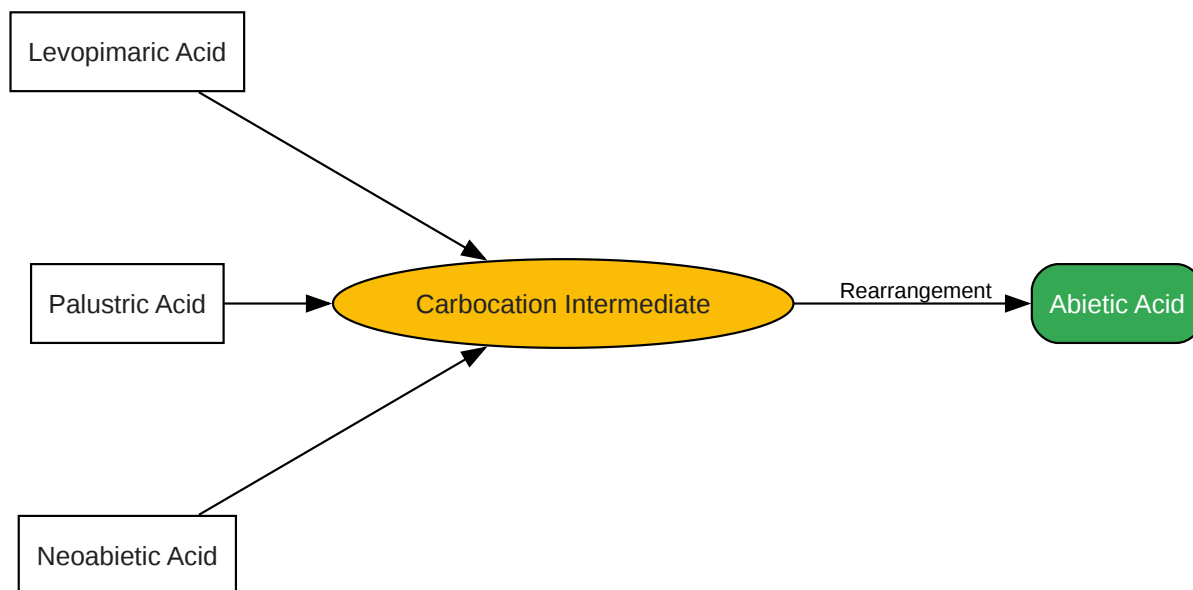 Levopimaric Acid
Palustric Acid
Carbocation Intermediate
Rearrangement
Abietic Acid
Neoabietic Acid